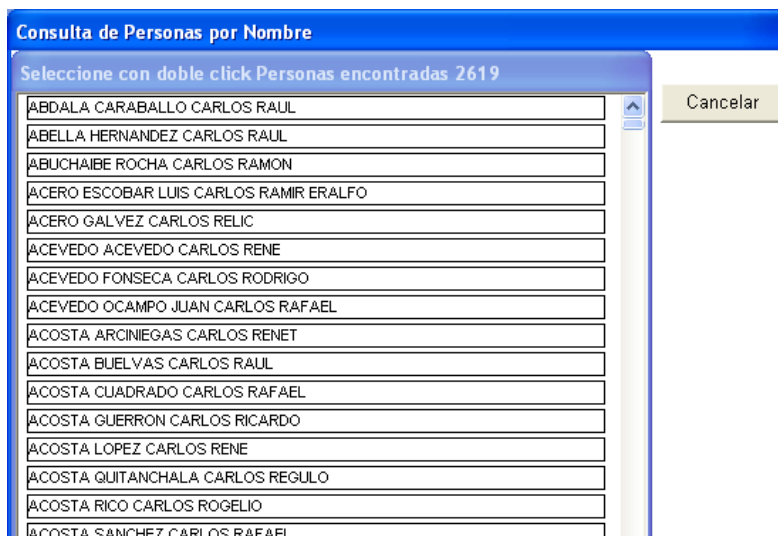 Consulta de Personas por Nombre
Seleccione con doble click Personas encontradas 2619
Cancelar
ABDALA CARABALLO CARLOS RAUL
ABELLA HERNANDEZ CARLOS RAUL
ABUCHAIBE ROCHA CARLOS RAMON
ACERO ESCOBAR LUIS CARLOS RAMIR ERALFO
ACERO GALVEZ CARLOS RELIC
ACEVEDO ACEVEDO CARLOS RENE
ACEVEDO FONSECA CARLOS RODRIGO
ACEVEDO OCAMPO JUAN CARLOS RAFAEL
ACOSTA ARCINIEGAS CARLOS RENET
ACOSTA BUELVAS CARLOS RAUL
ACOSTA CUADRADO CARLOS RAFAEL
ACOSTA GUERRON CARLOS RICARDO
ACOSTA LOPEZ CARLOS RENE
ACOSTA QUITANCHALA CARLOS REGULO
ACOSTA RICO CARLOS ROGELIO
ACOSTA SANCHEZ CARLOS RAFAEL